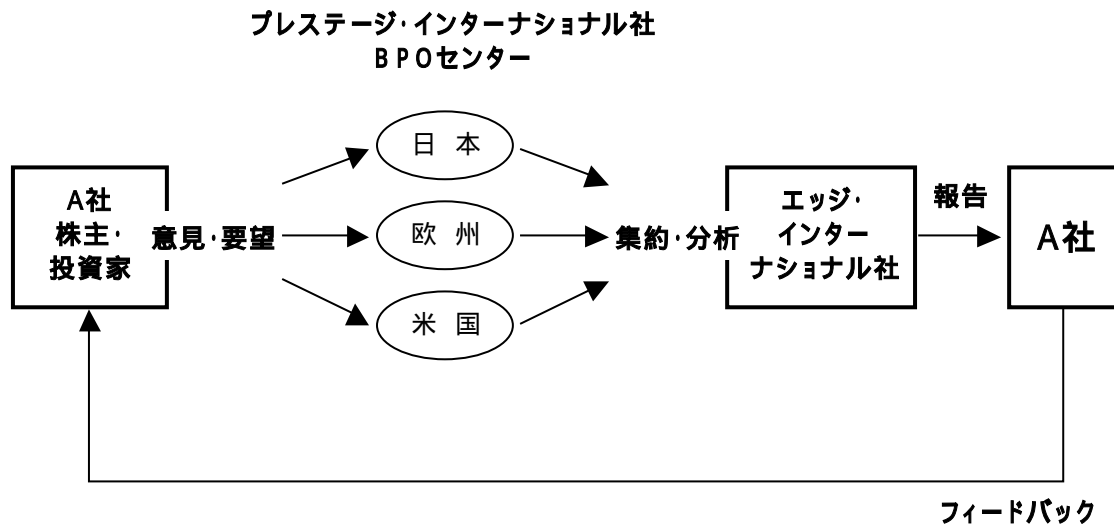 プレステージ・インターナショナル社
ＢＰＯセンター
日 本
A社
株主・
投資家
意見・要望
欧 州
集約・分析
エッジ・
インター
ナショナル社
報告
A社
米 国
フィードバック